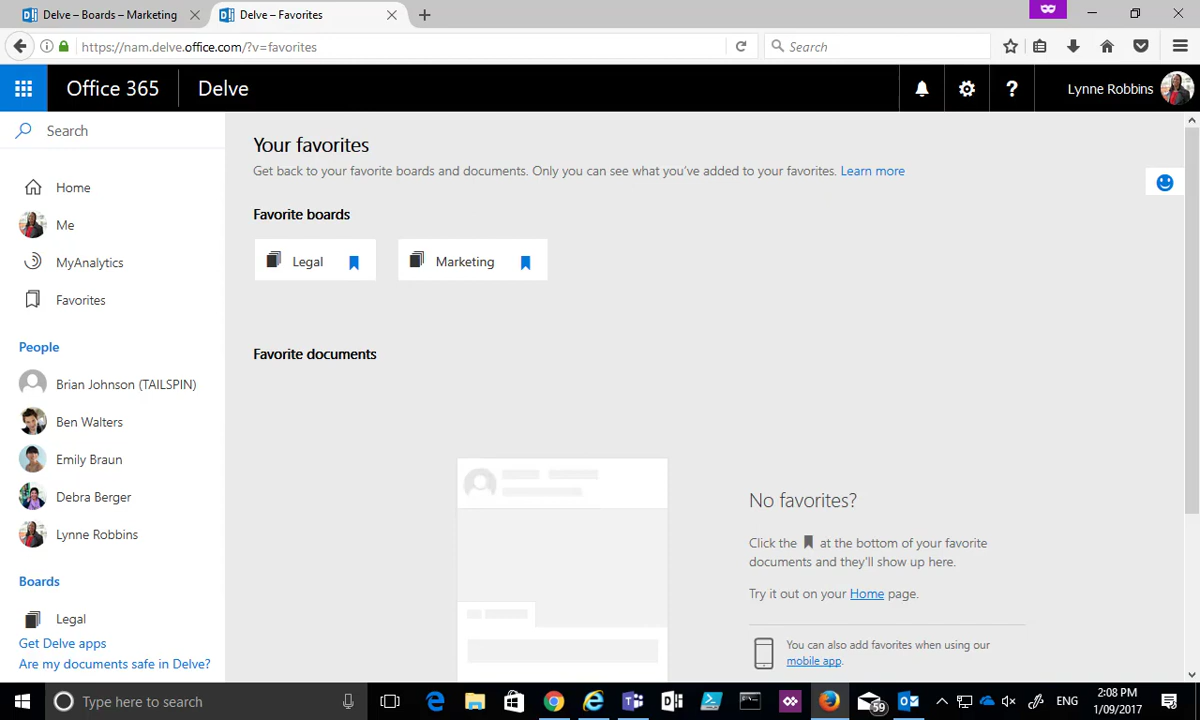 Delve – Boards – Marketing
Delve – Favorites
https://nam.delve.office.com/?v=favorites
Search
Office 365
Delve
Lynne Robbins
Search
Home
Me
MyAnalytics
Favorites
People
Brian Johnson (TAILSPIN)
Ben Walters
Emily Braun
Debra Berger
Lynne Robbins
Boards
Legal
Get Delve apps
Are my documents safe in Delve?
Your favorites
Get back to your favorite boards and documents. Only you can see what you've added to your favorites. Learn more
Favorite boards
Legal
Marketing
Favorite documents
No favorites?
Click the at the bottom of your favorite
documents and they'll show up here.
Try it out on your Home page.
You can also add favorites when using our
mobile app.
Type here to search
59
ENG
2:08 PM
1/09/2017